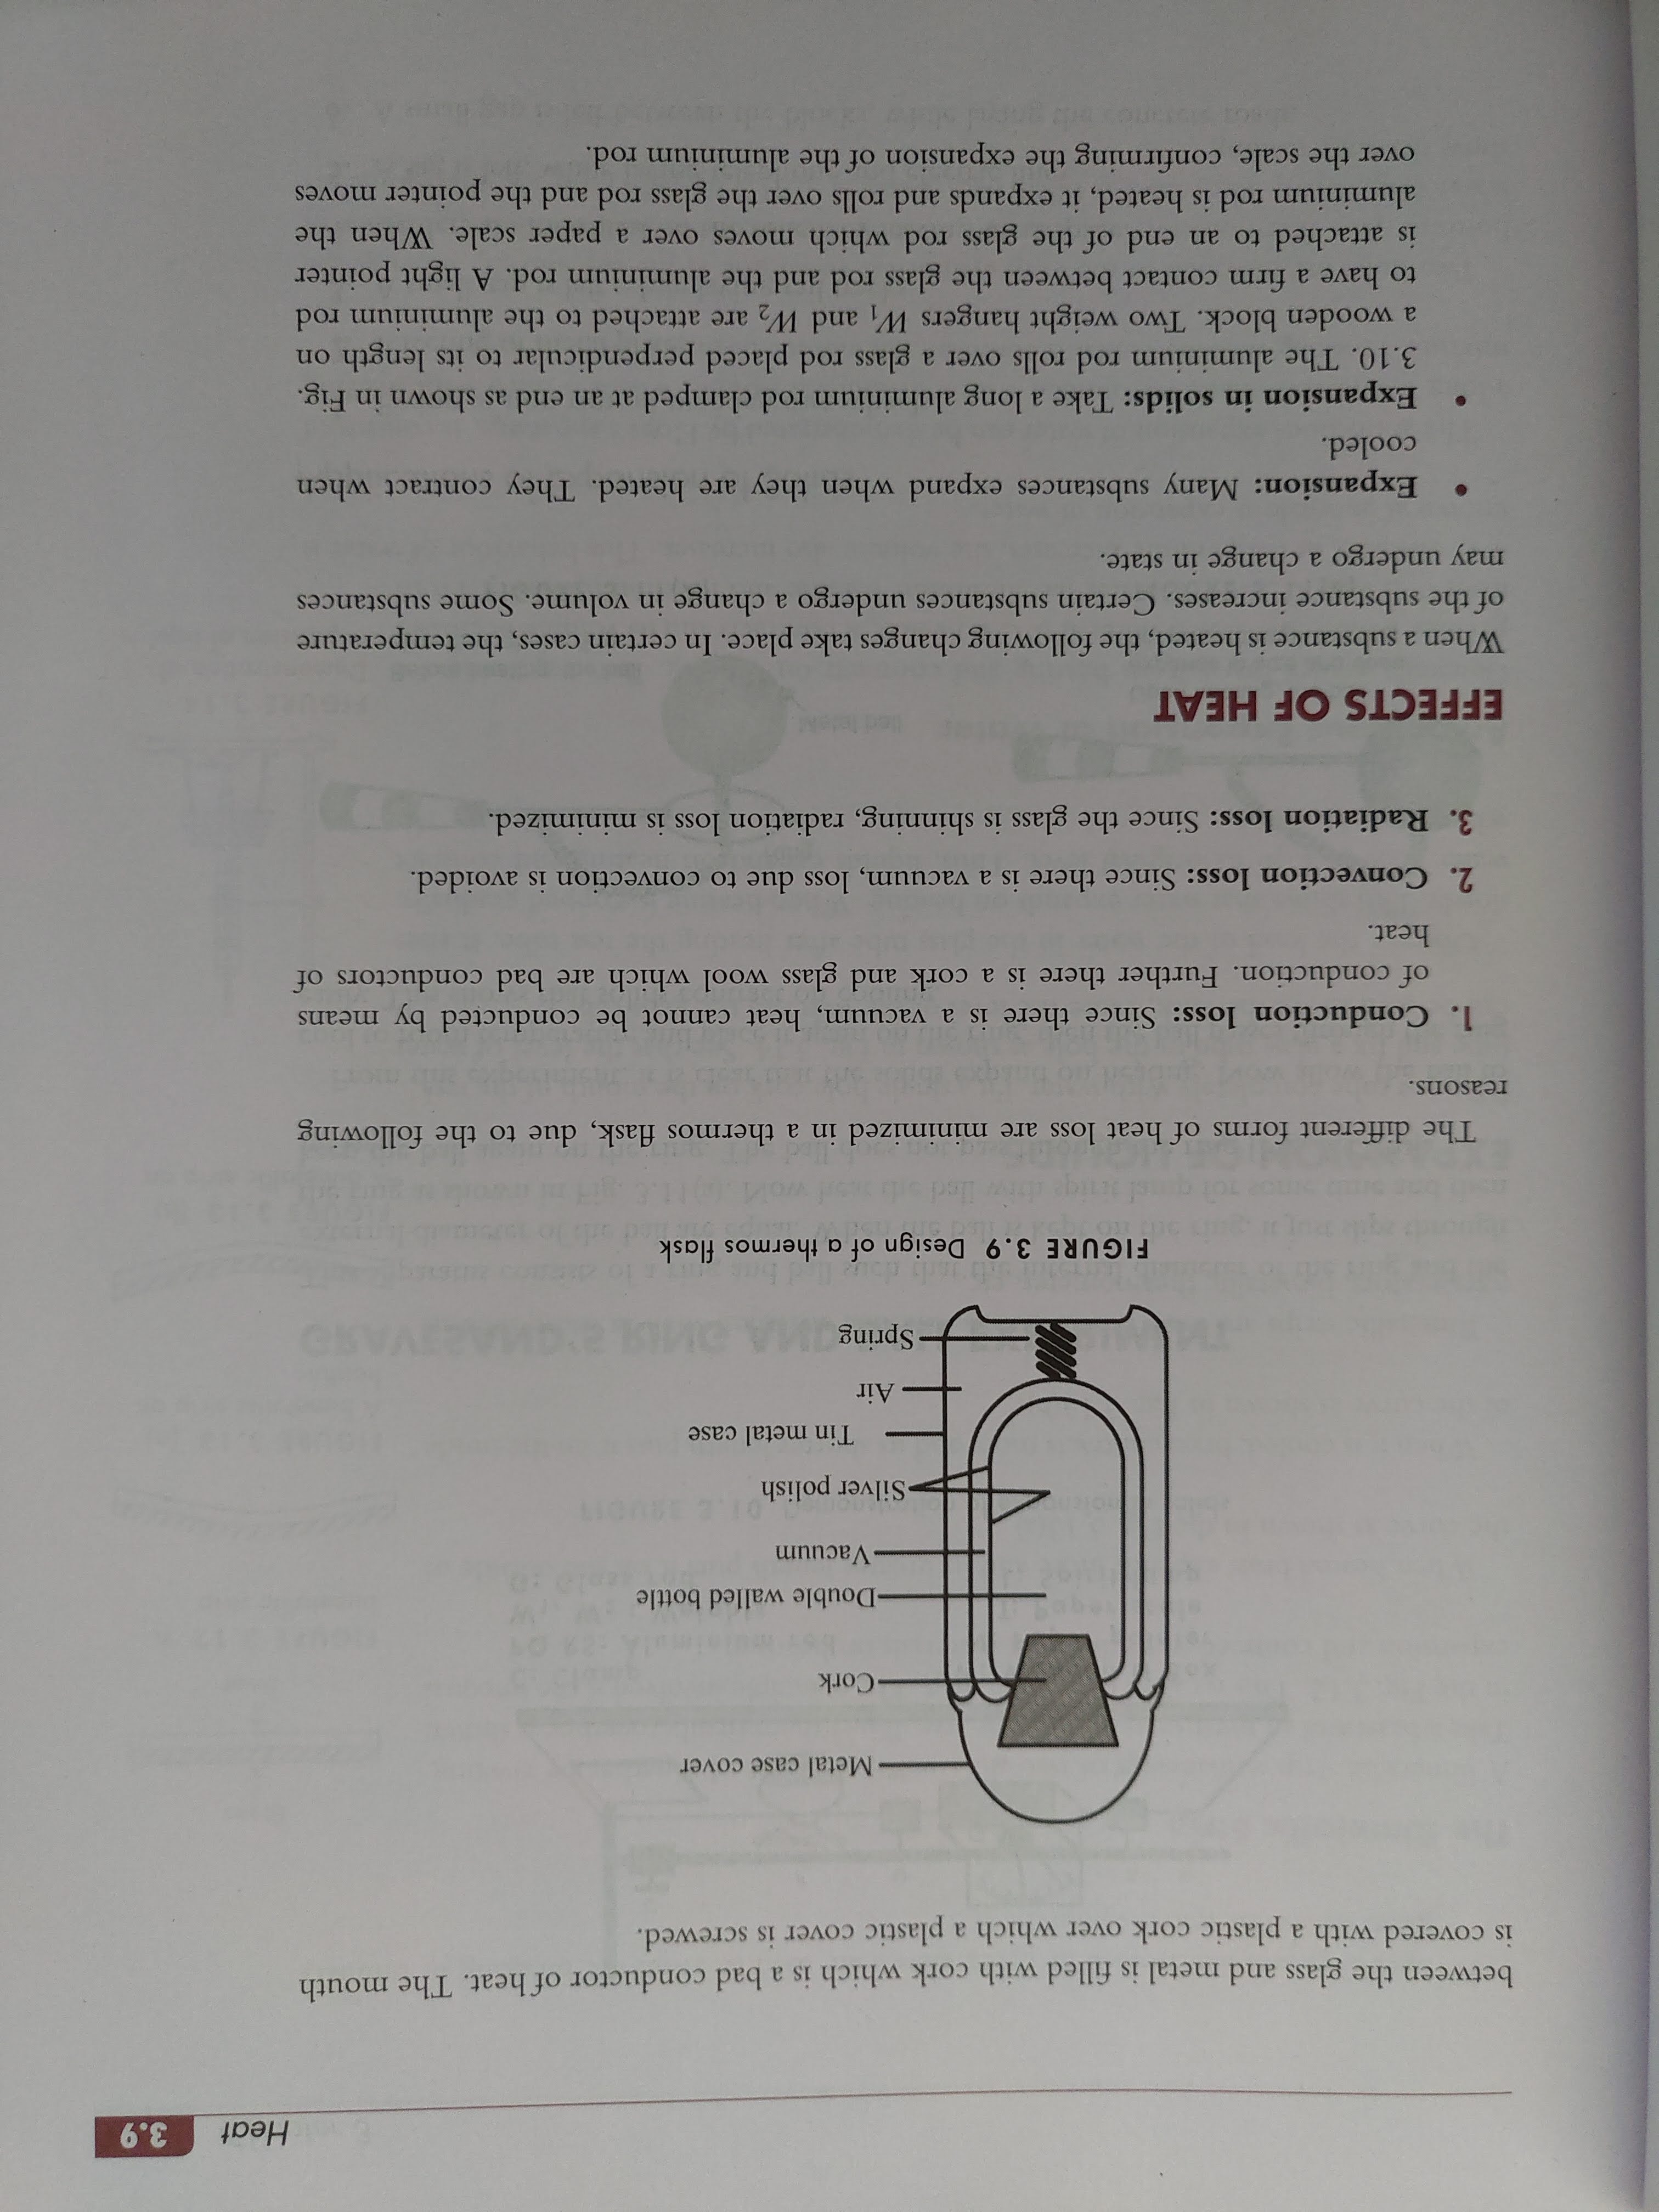 Heat 3.9
between the glass and metal is filled with cork which is a bad conductor of heat. The mouth
is covered with a plastic cork over which a plastic cover is screwed.
Metal case cover
Cork
Double walled bottle
Vacuum
Silver polish
Tin metal case
Air
Spring
FIGURE 3.9 Design of a thermos flask
The different forms of heat loss are minimized in a thermos flask, due to the following
reasons.
1. Conduction loss: Since there is a vacuum, heat cannot be conducted by means
of conduction. Further there is a cork and glass wool which are bad conductors of
heat.
2. Convection loss: Since there is a vacuum, loss due to convection is avoided.
3. Radiation loss: Since the glass is shinning, radiation loss is minimized.
EFFECTS OF HEAT
When a substance is heated, the following changes take place. In certain cases, the temperature
of the substance increases. Certain substances undergo a change in volume. Some substances
may undergo a change in state.
• Expansion: Many substances expand when they are heated. They contract when
cooled.
• Expansion in solids: Take a long aluminium rod clamped at an end as shown in Fig.
3.10. The aluminium rod rolls over a glass rod placed perpendicular to its length on
a wooden block. Two weight hangers W₁ and W₂ are attached to the aluminium rod
to have a firm contact between the glass rod and the aluminium rod. A light pointer
is attached to an end of the glass rod which moves over a paper scale. When the
aluminium rod is heated, it expands and rolls over the glass rod and the pointer moves
over the scale, confirming the expansion of the aluminium rod.